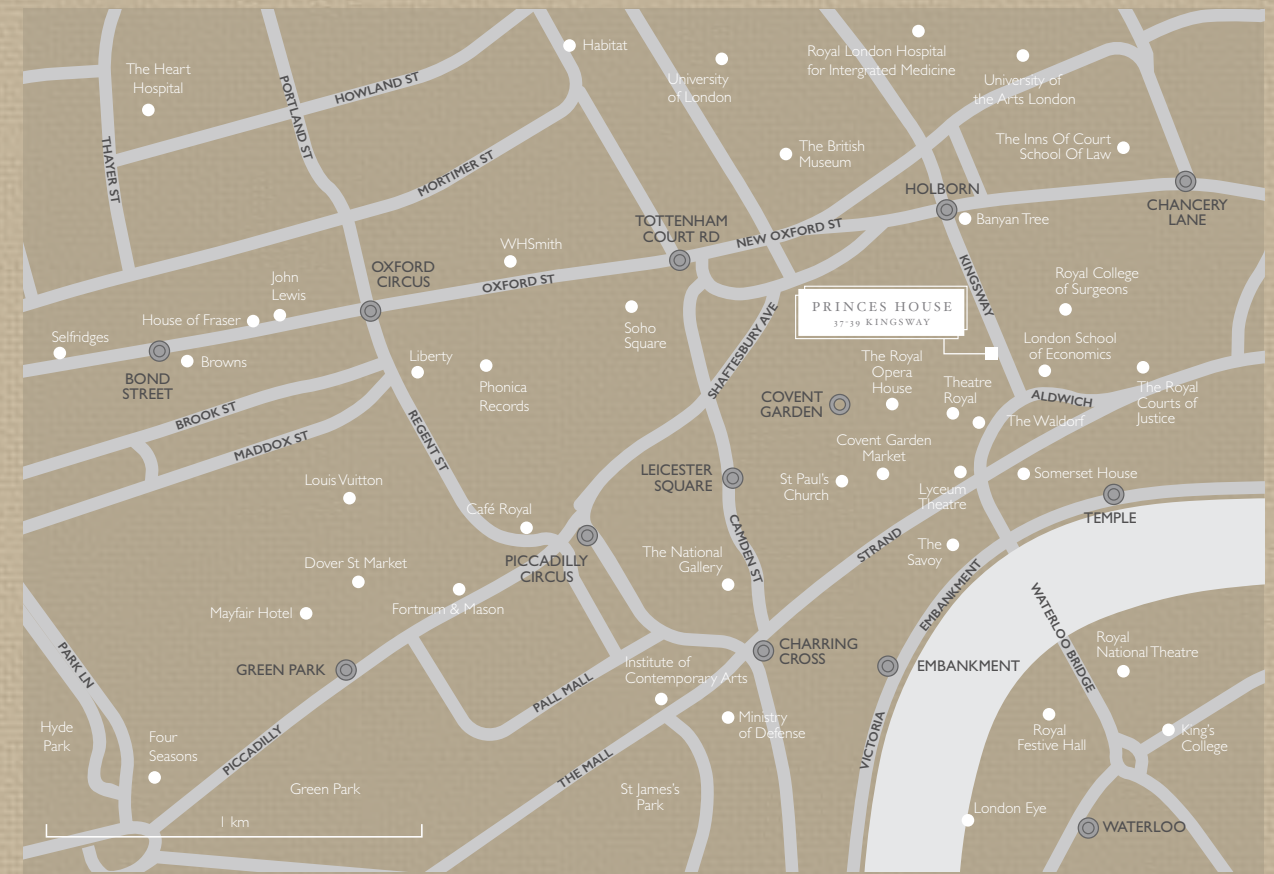 Habitat
Royal London Hospital
for Intergrated Medicine
The Heart
Hospital
University
of London
University of
the Arts London
PORTLAND ST
HOWLAND ST
THAYER ST
MORTIMER ST
The British
Museum
The Inns Of Court
School Of Law
HOLBORN
Banyan Tree
CHANCERY
LANE
TOTTENHAM
COURT RD
NEW OXFORD ST
WHSmith
OXFORD
CIRCUS
OXFORD ST
John
Lewis
House of Fraser
Selfridges
Browns
BOND
STREET
KINGSWAY
Royal College
of Surgeons
PRINCES HOUSE
37-39 KINGSWAY
Soho
Square
SHAFTESBURY AVE
London School
of Economics
The Royal
Opera
House
Theatre
Royal
Liberty
Phonica
Records
BROOK ST
MADDOX ST
REGENT ST
COVENT
GARDEN
ALDWICH
The Royal
Courts of
Justice
The Waldorf
Covent Garden
Market
LEICESTER
SQUARE
St Paul's
Church
Lyceum
Theatre
Somerset House
TEMPLE
Louis Vuitton
Café Royal
PICCADILLY
CIRCUS
CAMDEN ST
The National
Gallery
STRAND
The
Savoy
EMBANKMENT
WATERLOO BRIDGE
Dover St Market
Mayfair Hotel
Fortnum & Mason
PARK LN
GREEN PARK
CHARRING
CROSS
EMBANKMENT
Royal
National Theatre
Institute of
Contemporary Arts
PALL MALL
Ministry
of Defense
VICTORIA
Royal
Festive Hall
King's
College
Hyde
Park
Four
Seasons
PICCADILLY
THE MALL
Green Park
St James's
Park
London Eye
WATERLOO
1 km